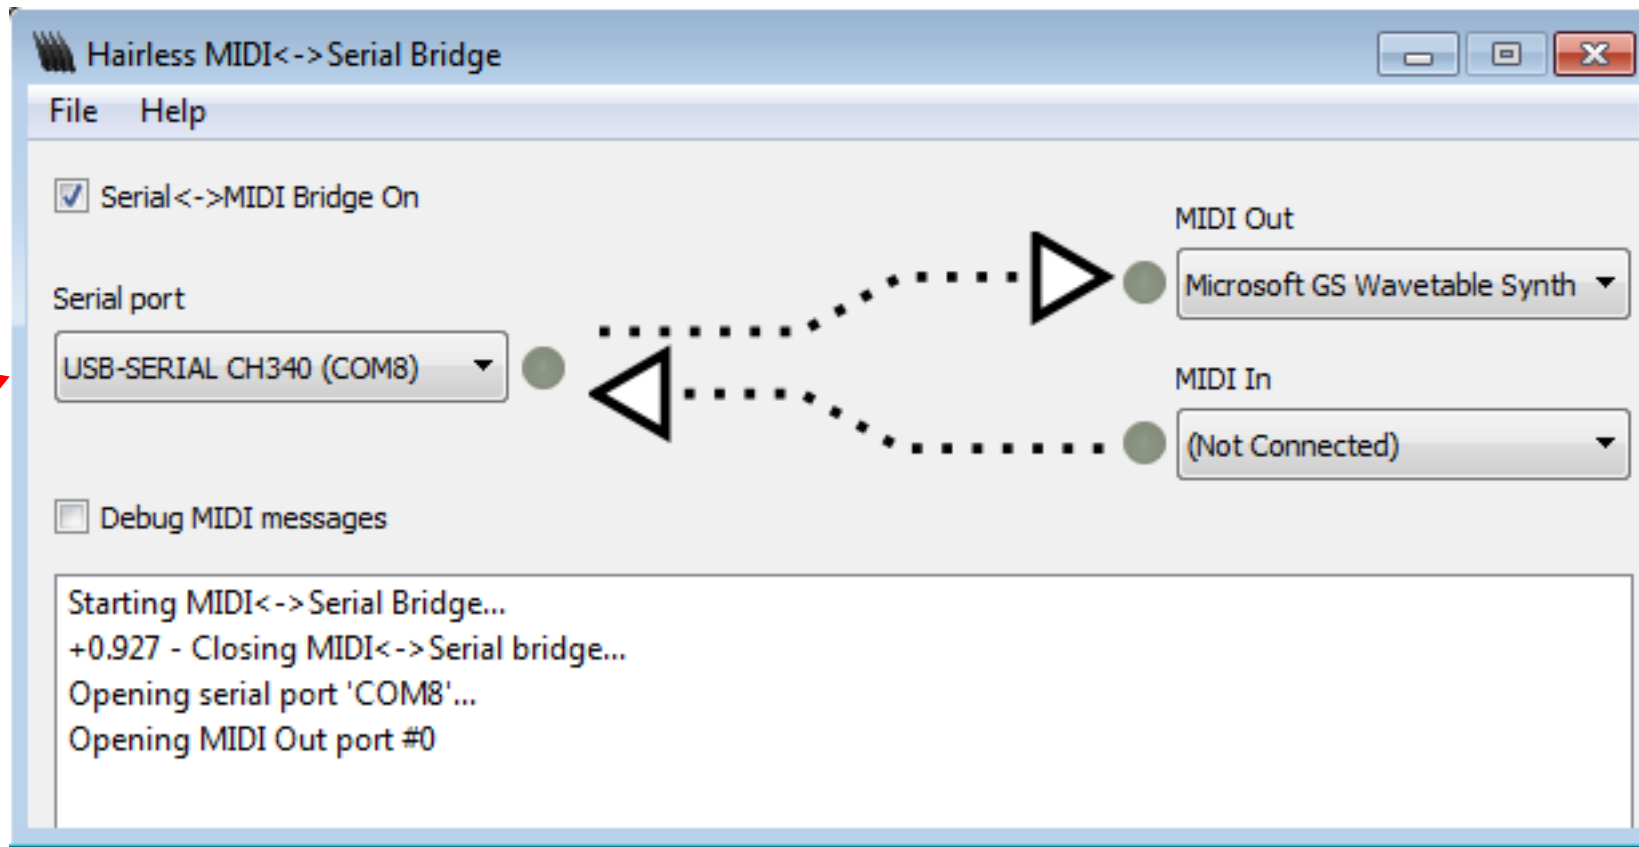 Hairless MIDI<->Serial Bridge
File Help
Serial<->MIDI Bridge On
MIDI Out
Microsoft GS Wavetable Synth
Serial port
USB-SERIAL CH340 (COM8)
MIDI In
(Not Connected)
Debug MIDI messages
Starting MIDI<->Serial Bridge...
+0.927 - Closing MIDI<->Serial bridge...
Opening serial port 'COM8'...
Opening MIDI Out port #0